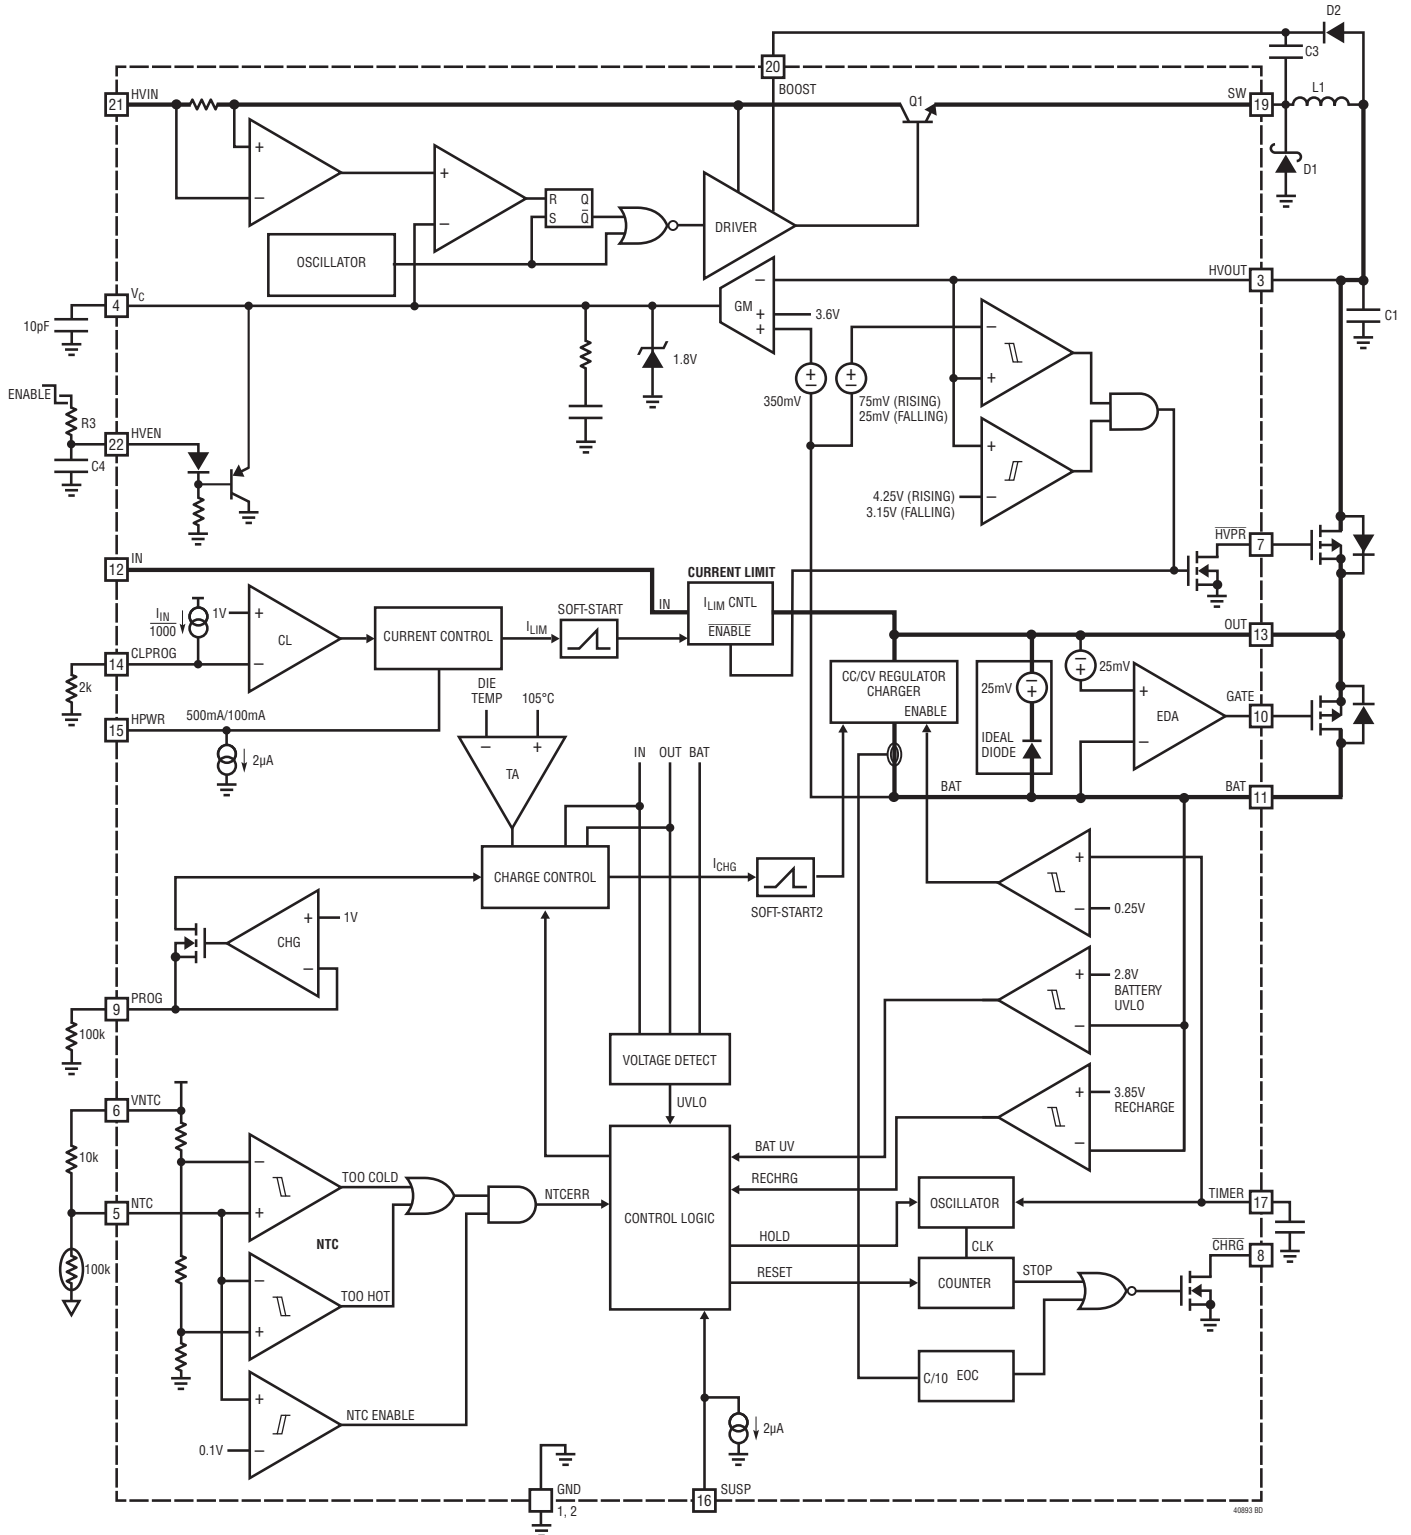 D2
C3
20
BOOST
21
HVIN
Q1
SW
19
L1
+
−
+
−
R Q
S Q̅
DRIVER
D1
OSCILLATOR
HVOUT
3
4
VC
−
GM
+
+
3.6V
10pF
C1
1.8V
−
+
+
−
+
−
350mV
75mV (RISING)
25mV (FALLING)
ENABLE
R3
22
HVEN
C4
+
−
4.25V (RISING)
3.15V (FALLING)
H̅V̅P̅R̅
7
12
IN
CURRENT LIMIT
IN
ILIM CNTL
E̅N̅A̅B̅L̅E̅
IIN
1000
1V
+
CL
−
CURRENT CONTROL
ILIM
SOFT-START
OUT
13
14
CLPROG
2k
15
HPWR
500mA/100mA
2µA
DIE
TEMP
105°C
−
+
TA
CC/CV REGULATOR
CHARGER
ENABLE
25mV
−
+
IDEAL
DIODE
−
+
25mV
+
EDA
−
GATE
10
IN OUT BAT
BAT
BAT
11
CHARGE CONTROL
ICHG
SOFT-START2
+
−
0.25V
+
1V
CHG
−
+
2.8V
BATTERY
UVLO
−
9
PROG
100k
VOLTAGE DETECT
UVLO
+
3.85V
RECHARGE
−
6
VNTC
10k
−
TOO COLD
+
5
NTC
NTC
100k
−
TOO HOT
+
NTCERR
CONTROL LOGIC
BAT UV
RECHRG
HOLD
RESET
OSCILLATOR
CLK
COUNTER
STOP
TIMER
17
C̅H̅R̅G̅
8
C/10 EOC
+
NTC ENABLE
0.1V
−
2µA
GND
1, 2
16
SUSP
40893 BD